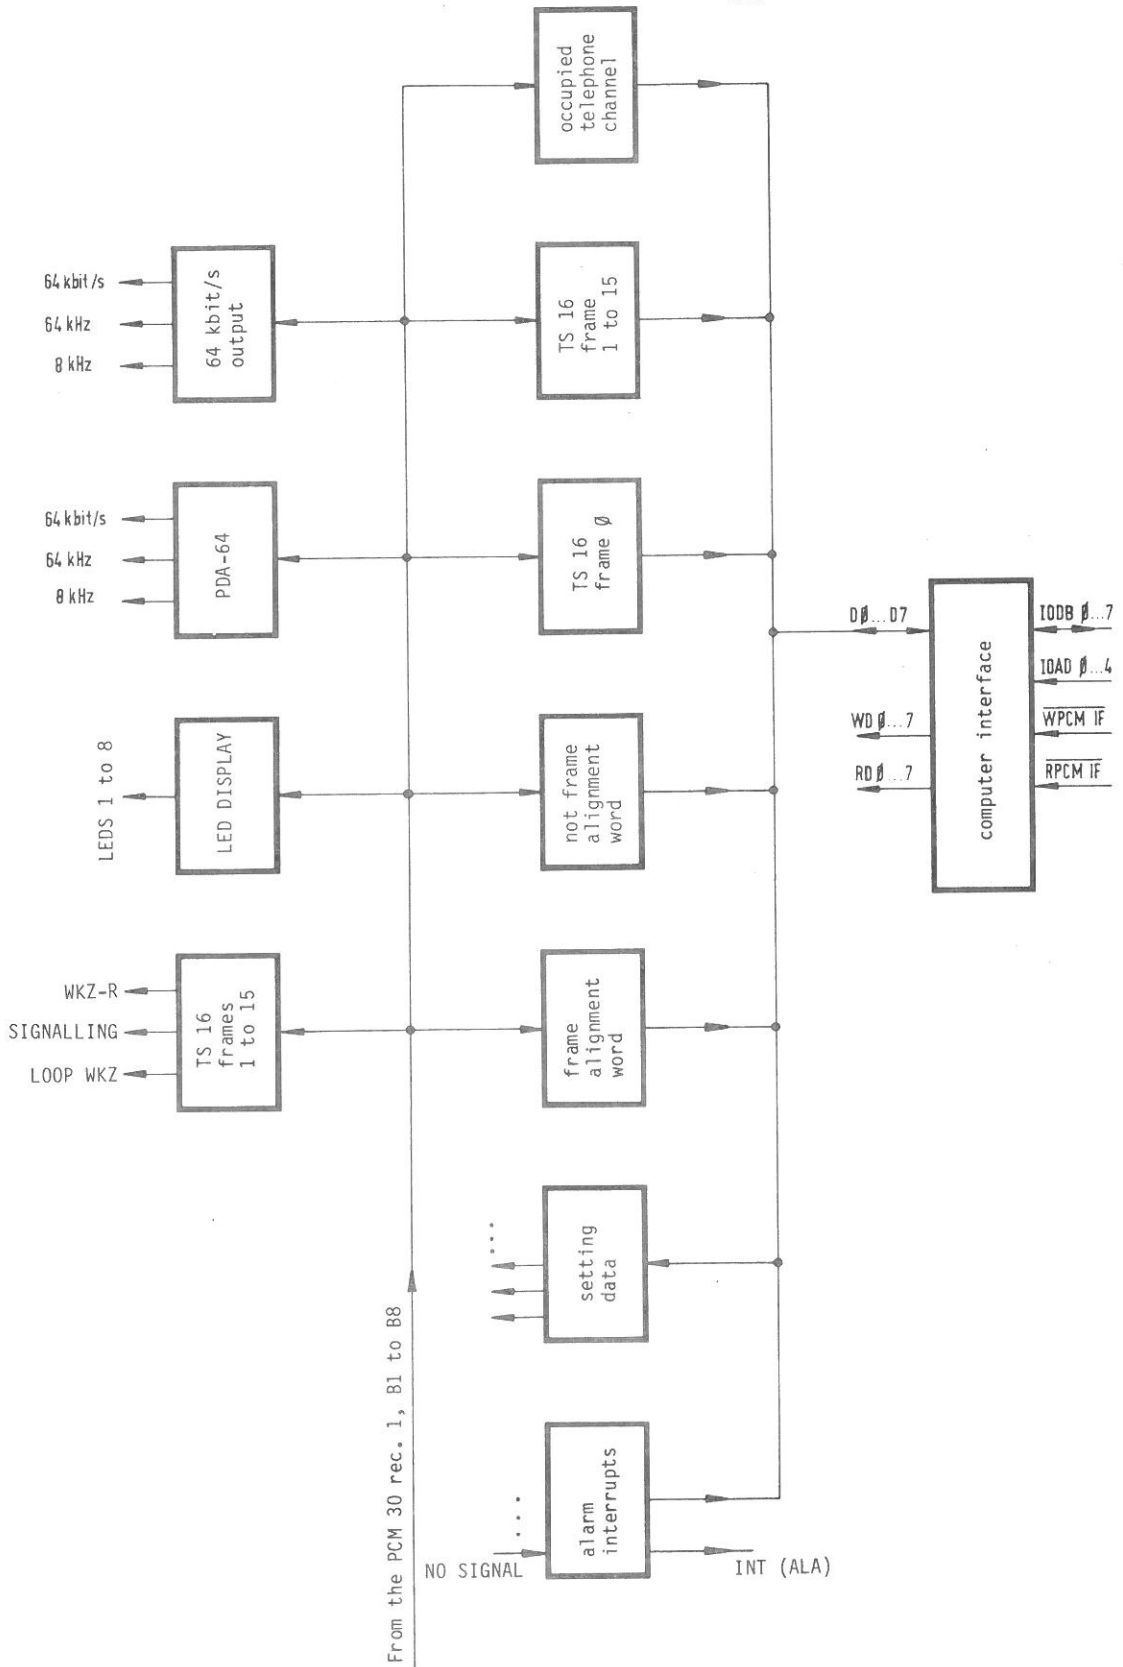 occupied
telephone
channel
64 kbit/s
64 kHz
8 kHz
64 kbit/s
output
TS 16
frame
1 to 15
64 kbit/s
64 kHz
8 kHz
PDA-64
TS 16
frame Ø
LEDS 1 to 8
LED DISPLAY
not frame
alignment
word
DØ...D7
WDØ...7
RDØ...7
computer interface
IODB Ø...7
IOAD Ø...4
WPCM IF
RPCM IF
WKZ-R
SIGNALLING
LOOP WKZ
TS 16
frames
1 to 15
frame
alignment
word
...
setting
data
From the PCM 30 rec. 1, B1 to B8
...
NO SIGNAL
alarm
interrupts
INT (ALA)